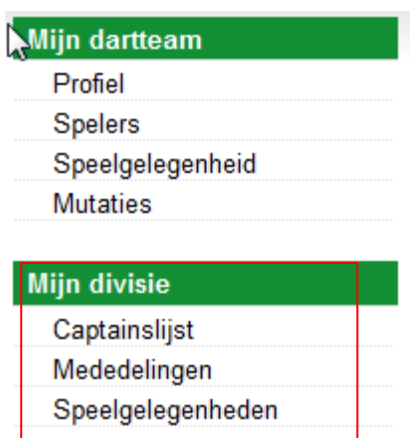 Mijn dartteam
Profiel
Spelers
Speelgelegenheid
Mutaties
Mijn divisie
Captainslijst
Mededelingen
Speelgelegenheden